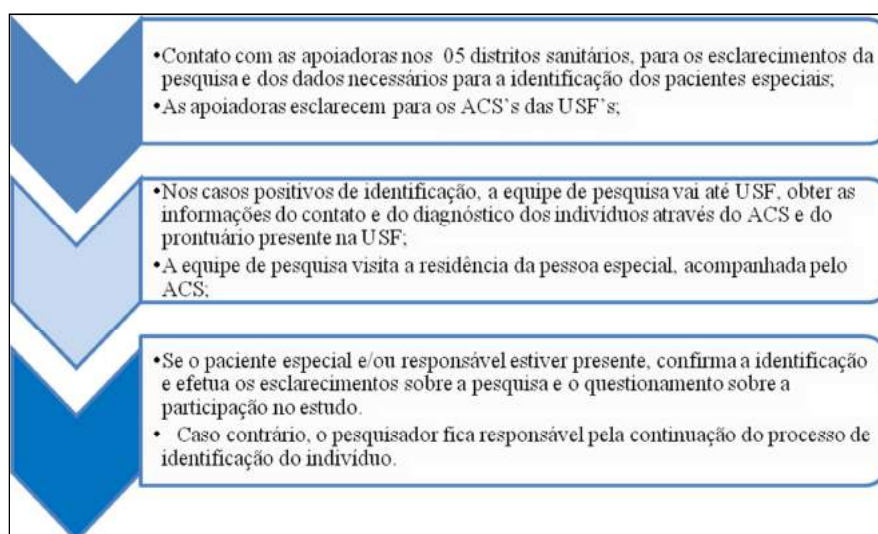 •Contato com as apoiadoras nos 05 distritos sanitários, para os esclarecimentos da
pesquisa e dos dados necessários para a identificação dos pacientes especiais;
•As apoiadoras esclarecem para os ACS`s das USF`s;
•Nos casos positivos de identificação, a equipe de pesquisa vai até USF, obter as
informações do contato e do diagnóstico dos indivíduos através do ACS e do
prontuário presente na USF;
•A equipe de pesquisa visita a residência da pessoa especial, acompanhada pelo
ACS;
•Se o paciente especial e/ou responsável estiver presente, confirma a identificação
e efetua os esclarecimentos sobre a pesquisa e o questionamento sobre a
participação no estudo.
• Caso contrário, o pesquisador fica responsável pela continuação do processo de
identificação do indivíduo.